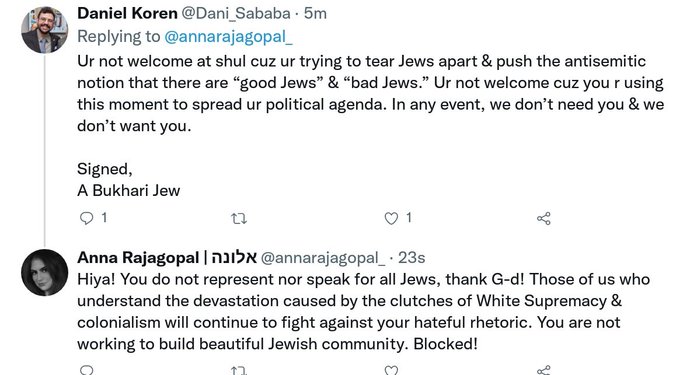 Daniel Koren @Dani_Sababa · 5m
Replying to @annarajagopal_
Ur not welcome at shul cuz ur trying to tear Jews apart & push the antisemitic
notion that there are “good Jews” & “bad Jews.” Ur not welcome cuz you r using
this moment to spread ur political agenda. In any event, we don’t need you & we
don’t want you.
Signed,
A Bukhari Jew
1 1
Anna Rajagopal | אלונה @annarajagopal_ · 23s
Hiya! You do not represent nor speak for all Jews, thank G-d! Those of us who
understand the devastation caused by the clutches of White Supremacy &
colonialism will continue to fight against your hateful rhetoric. You are not
working to build beautiful Jewish community. Blocked!